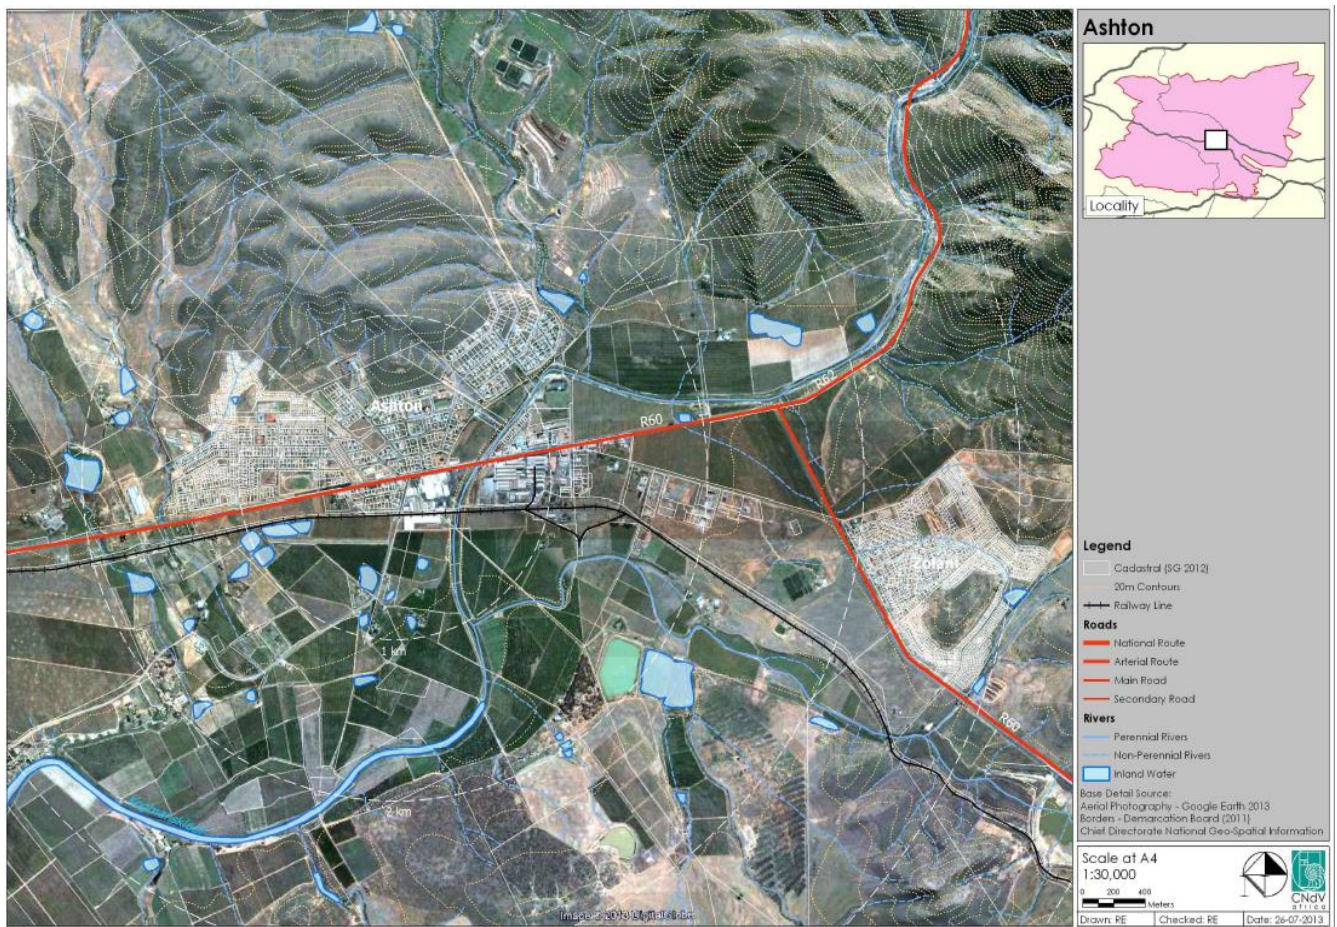 Ashton
Locality
R62
R60
Ashton
Zolani
1 km
R60
2 km
Legend
Cadastral (SG 2012)
20m Contours
Railway Line
Roads
National Route
Arterial Route
Main Road
Secondary Road
Rivers
Perennial Rivers
Non-Perennial Rivers
Inland Water
Base Detail Source:
Aerial Photography - Google Earth 2013
Borders - Demarcation Board (2011)
Chief Directorate National Geo-Spatial Information
Scale at A4
1:30,000
0 200 400
Meters
CNdV
africa
Drawn: RE Checked: RE Date: 26-07-2013